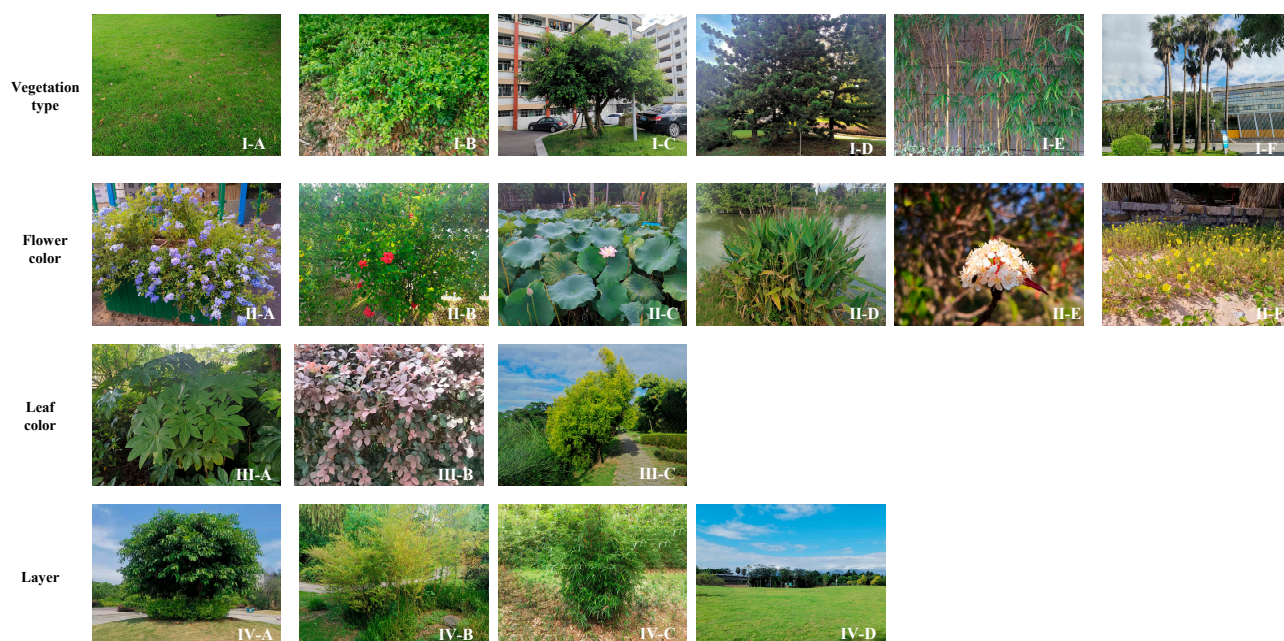 Vegetation
type
I-A
I-B
I-C
I-D
I-E
I-F
Flower
color
II-A
II-B
II-C
II-D
II-E
II-F
Leaf
color
III-A
III-B
III-C
Layer
IV-A
IV-B
IV-C
IV-D